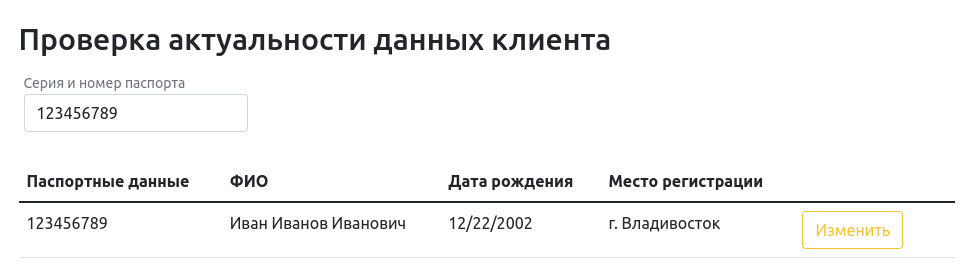 Проверка актуальности данных клиента
Серия и номер паспорта
123456789
Паспортные данные ФИО Дата рождения Место регистрации
123456789 Иван Иванов Иванович 12/22/2002 г. Владивосток Изменить